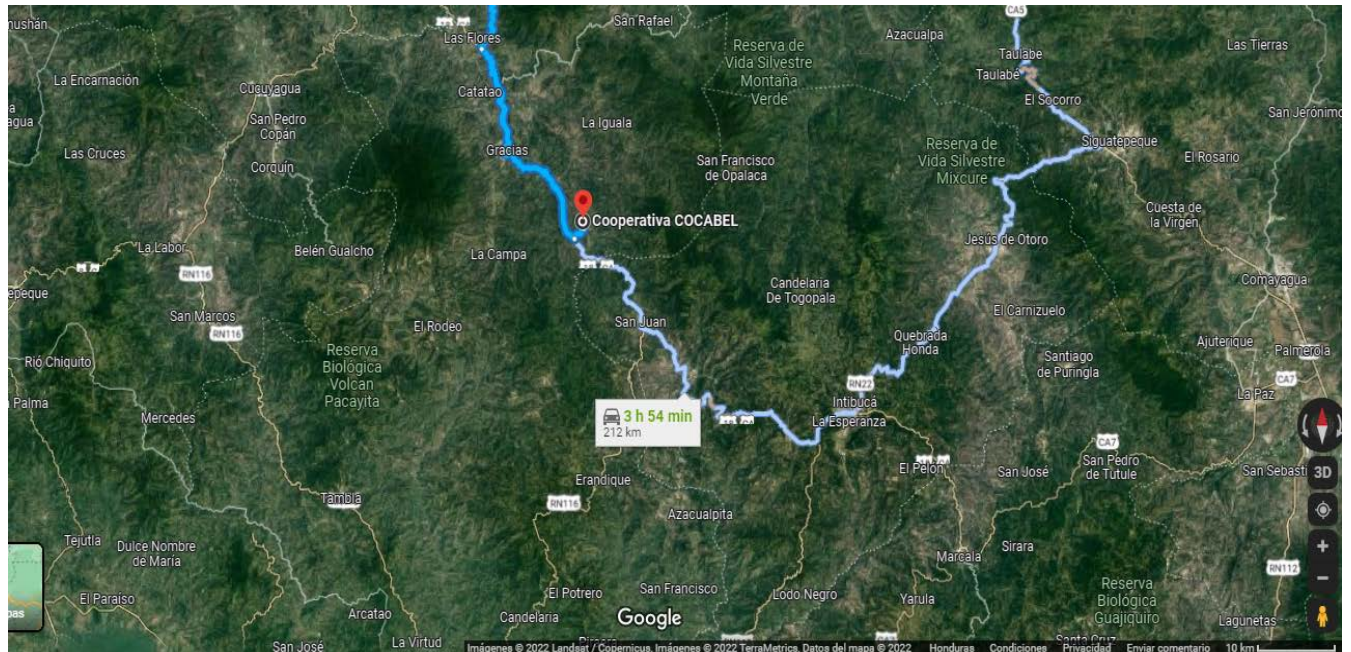 CA5
San Rafael
Las Flores
Azacualpa
Reserva de
Vida Silvestre
Montaña
Verde
Taulabe
Las Tierras
Taulabé
La Encarnación
Cucuyagua
Catatao
El Socorro
San Jerónimo
San Pedro
Copán
La Iguala
Las Cruces
Gracias
Siguatepeque
Reserva de
Vida Silvestre
Mixcure
El Rosario
Corquín
San Francisco
de Opalaca
Cooperativa COCABEL
Cuesta de
la Virgen
La Labor
Belén Gualcho
La Campa
Jesús de Otoro
RN116
Candelaria
De Togopala
Comayagua
San Marcos
El Rodeo
San Juan
El Carnizuelo
RN116
Reserva
Biológica
Volcan
Pacayita
Quebrada
Honda
Ajuterique
Palmerola
Rió Chiquito
Santiago
de Puringla
CA7
RN22
La Paz
Palma
Mercedes
3 h 54 min
212 km
Intibucá
La Esperanza
CA7
El Pelón
San José
San Pedro
de Tutule
San Sebasti
3D
Erandique
Tambla
RN116
Azacualpita
Tejutla
Dulce Nombre
de María
Sirara
Marcala
RN112
El Paraiso
El Potrero
San Francisco
Lodo Negro
Yarula
Reserva
Biológica
Guajiquiro
Arcatao
Candelaria
Google
Lagunetas
San José
La Virtud
Santa Cruz
Imágenes © 2022 Landsat / Copernicus, Imágenes © 2022 TerraMetrics, Datos del mapa © 2022 Honduras Condiciones Privacidad Enviar comentario 10 km